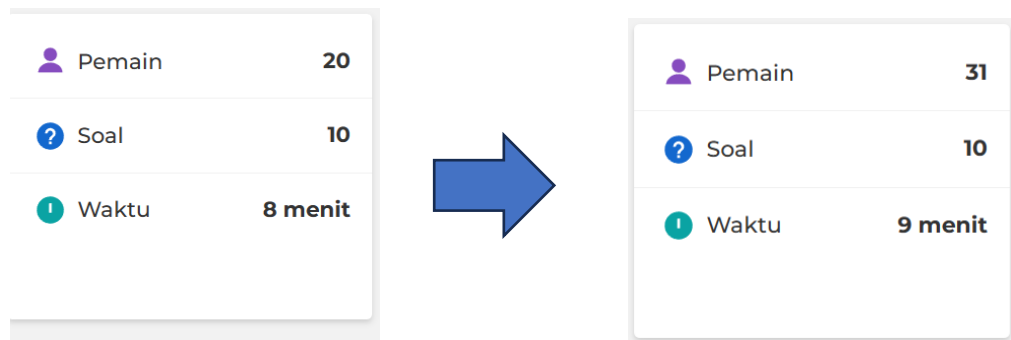 Pemain 20
? Soal 10
Waktu 8 menit
Pemain 31
? Soal 10
Waktu 9 menit